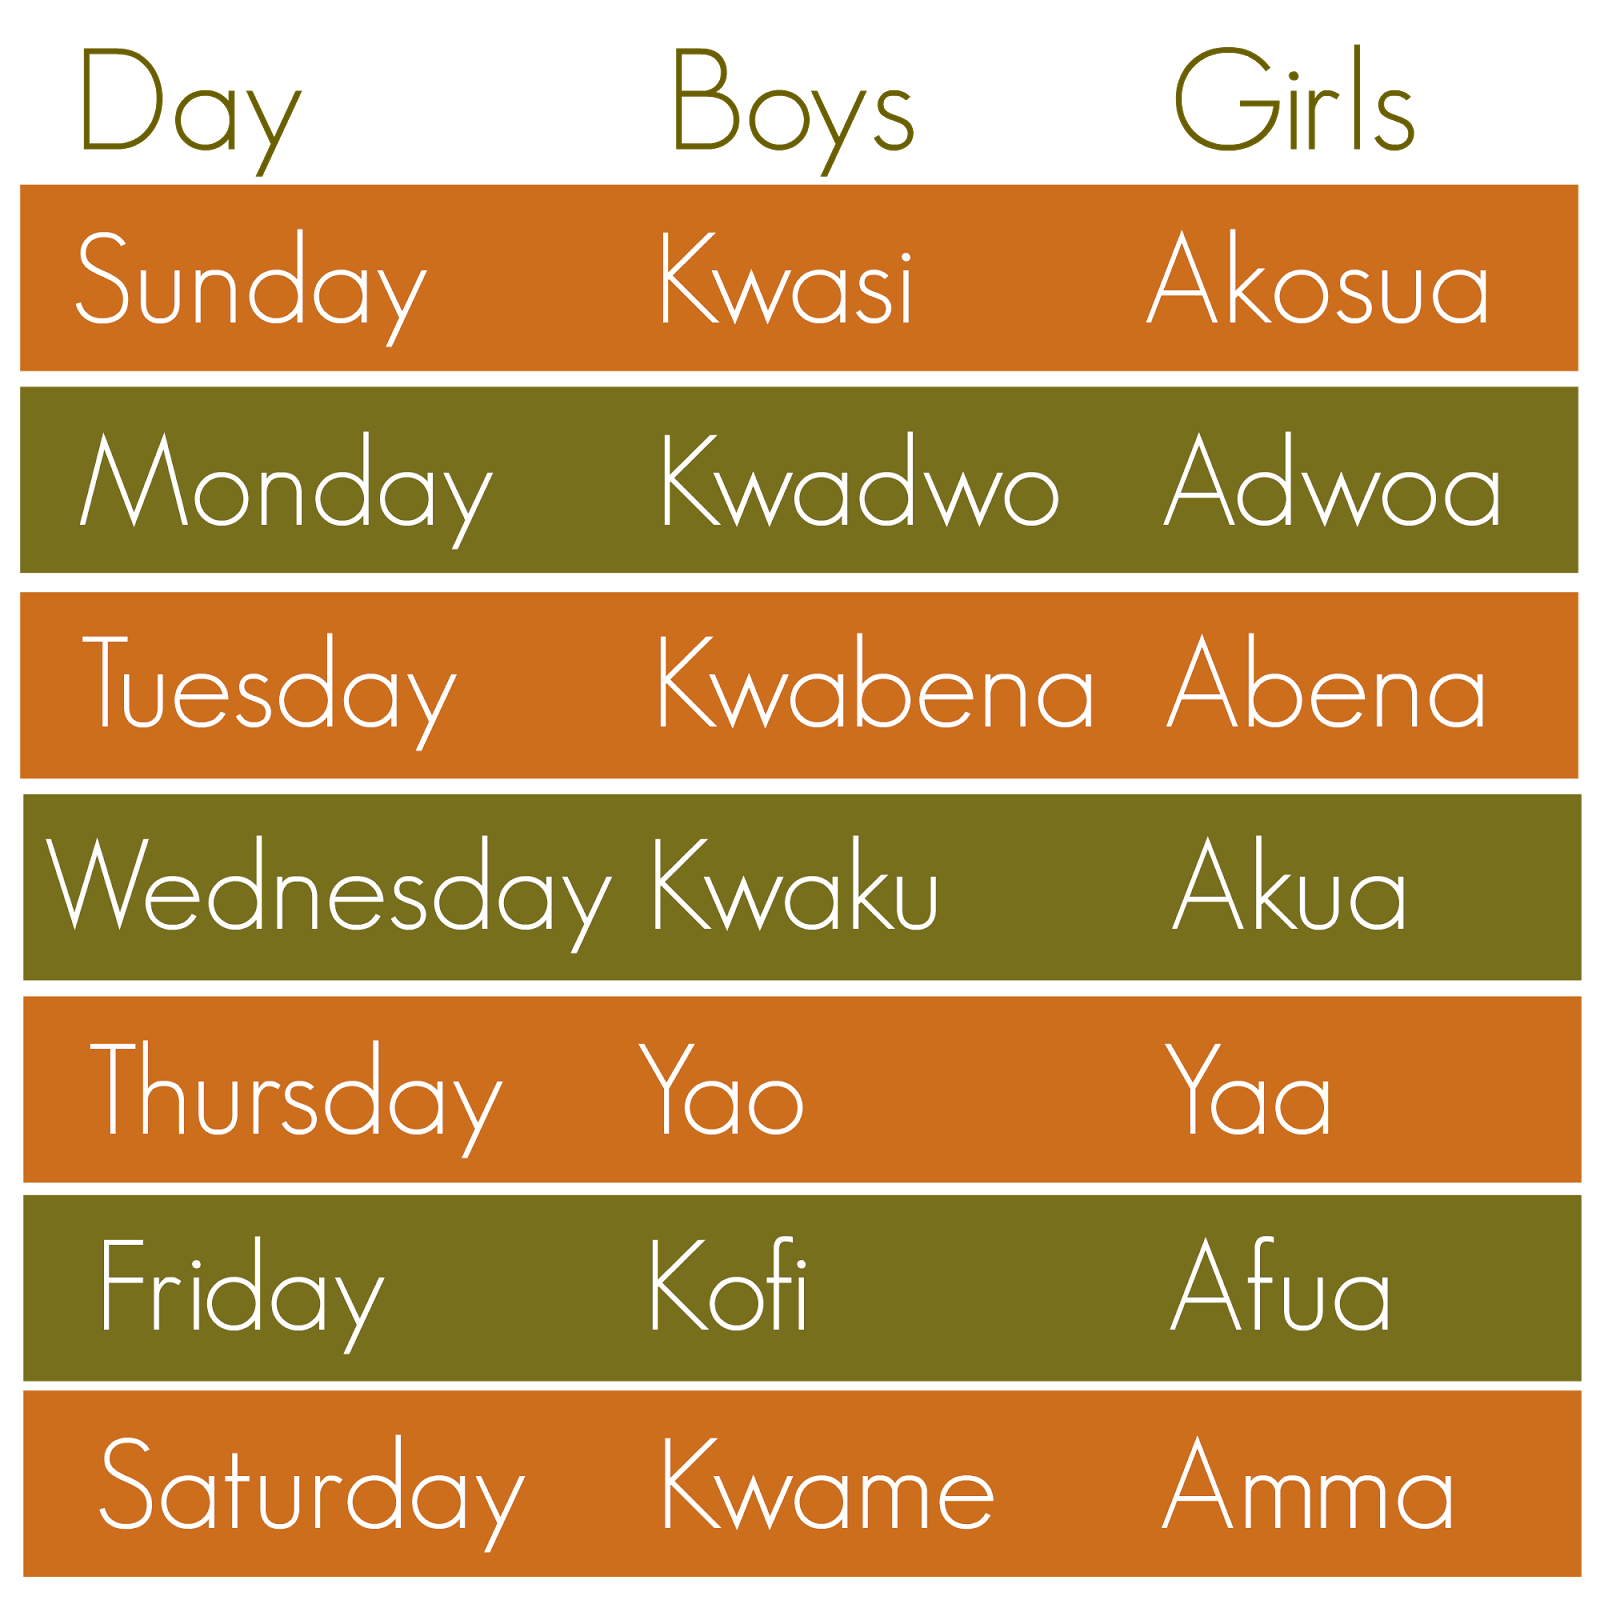 Day Boys Girls
Sunday Kwasi Akosua
Monday Kwadwo Adwoa
Tuesday Kwabena Abena
Wednesday Kwaku Akua
Thursday Yao Yaa
Friday Kofi Afua
Saturday Kwame Amma